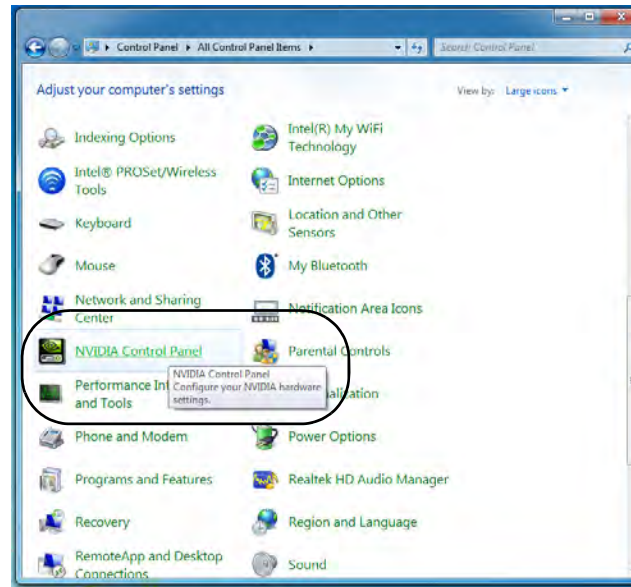 Control Panel All Control Panel Items Search Control Panel
Adjust your computer's settings View by: Large icons
Indexing Options
Intel(R) My WiFi
Technology
Intel® PROSet/Wireless
Tools
Internet Options
Keyboard
Location and Other
Sensors
Mouse
My Bluetooth
Network and Sharing
Center
Notification Area Icons
NVIDIA Control Panel
Parental Controls
NVIDIA Control Panel
Configure your NVIDIA hardware
settings.
Performance In
and Tools
alization
Phone and Modem
Power Options
Programs and Features
Realtek HD Audio Manager
Recovery
Region and Language
RemoteApp and Desktop
Connections
Sound